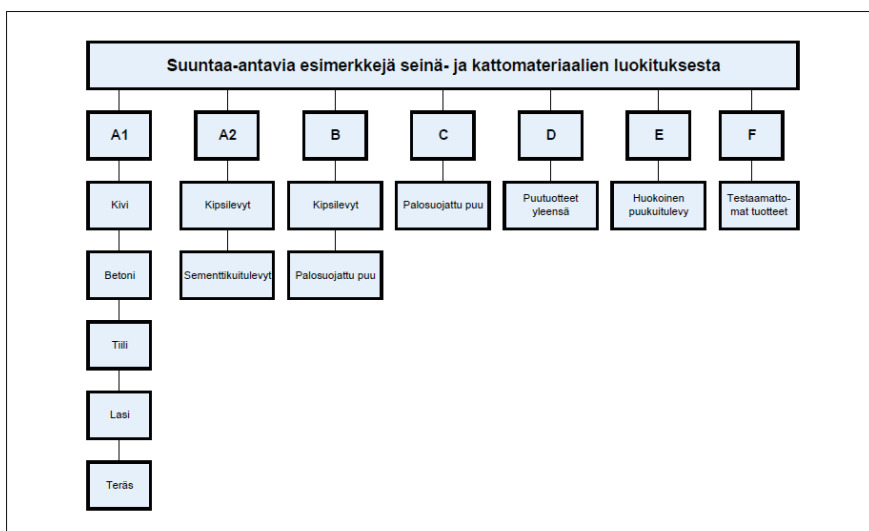 Suuntaa-antavia esimerkkejä seinä- ja kattomateriaalien luokituksesta
A1
A2
B
C
D
E
F
Kivi
Kipsilevyt
Kipsilevyt
Palosuojattu puu
Puutuotteet
yleensä
Huokoinen
puukuitulevy
Testaamatto-
mat tuotteet
Betoni
Sementtikuitulevyt
Palosuojattu puu
Tiili
Lasi
Teräs